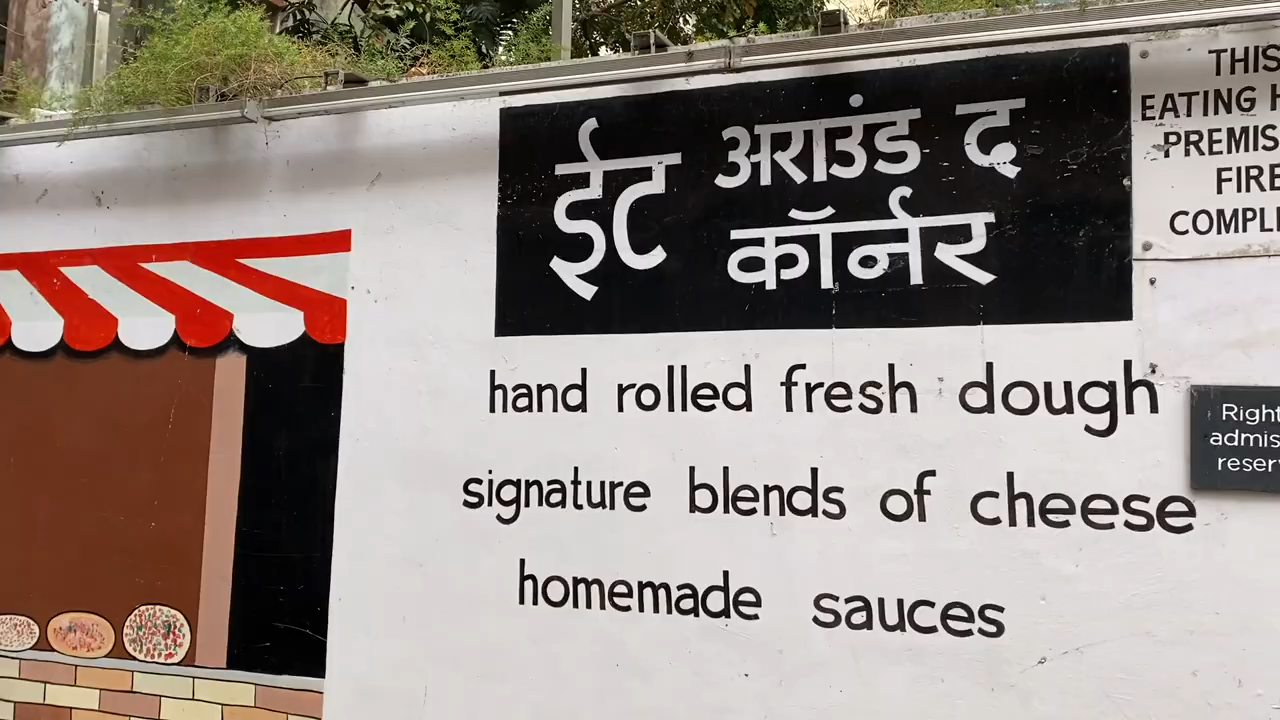 ईट अराउंड द
कॉर्नर
hand rolled fresh dough
signature blends of cheese
homemade sauces
THIS
EATING
PREMIS
FIRE
COMPLI
Right
admis
reser